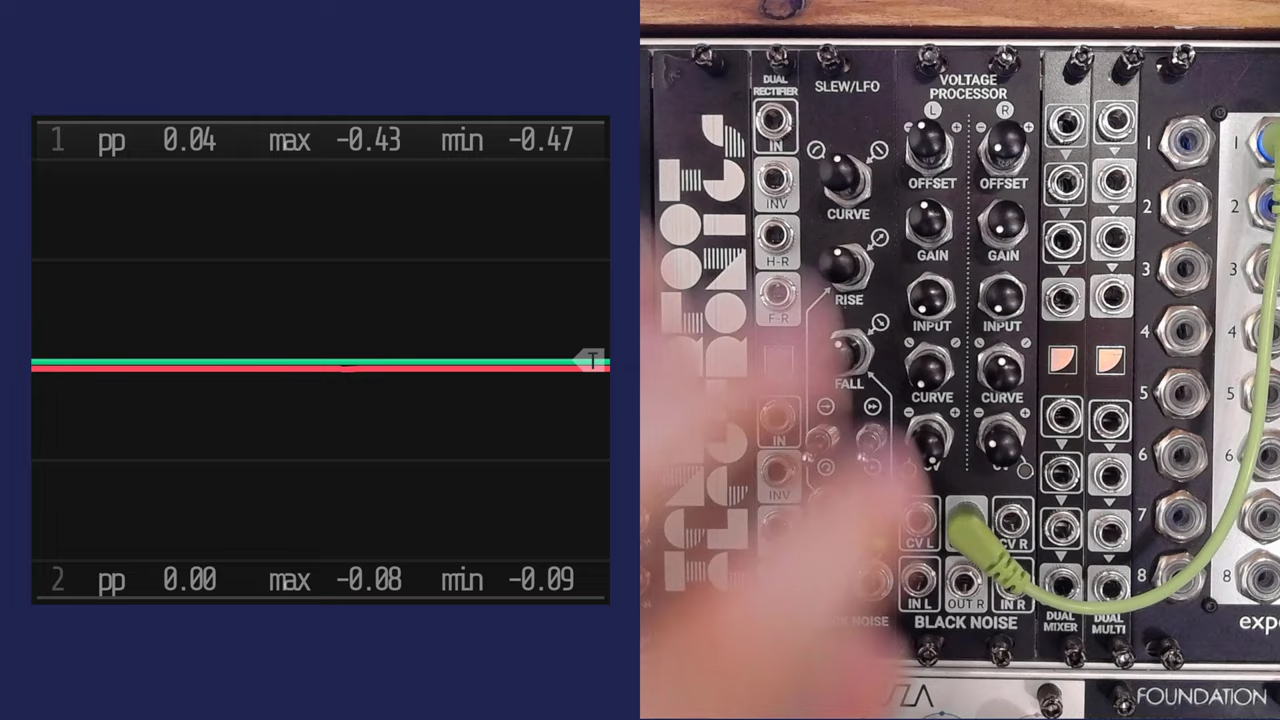 1 pp 0.04 max -0.43 min -0.47
T
2 pp 0.00 max -0.08 min -0.09
DUAL
RECTIFIER
IN
INV
H-R
F-R
IN
INV
SLEW/LFO
CURVE
RISE
FALL
NOISE
VOLTAGE
PROCESSOR
L R
- + - +
OFFSET OFFSET
GAIN GAIN
INPUT INPUT
CURVE CURVE
- + - +
CV L CV R
IN L OUT R IN R
BLACK NOISE
DUAL
MIXER
DUAL
MULTI
1
2
3
4
5
6
7
8
1
2
3
4
5
6
7
8
expe
ZA
FOUNDATION